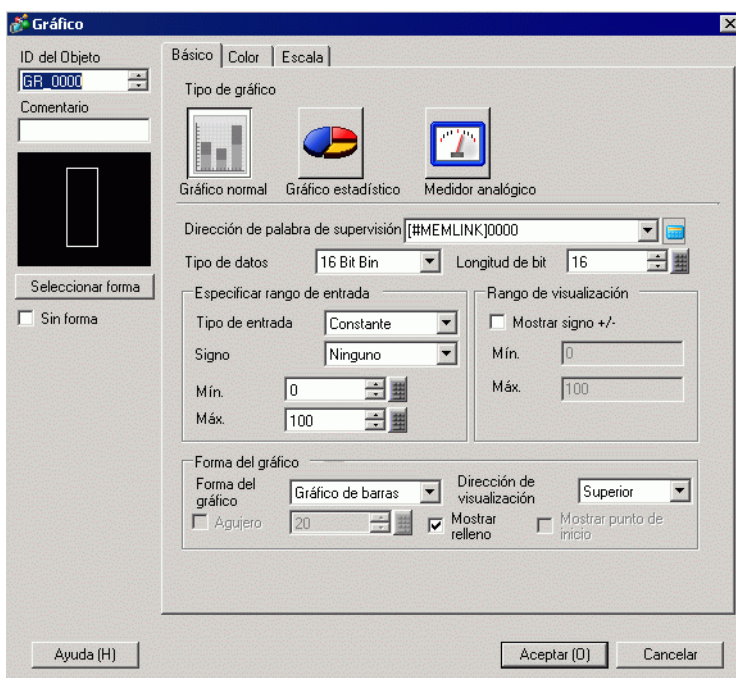 Gráfico
ID del Objeto
GR_0000
Comentario
Seleccionar forma
Sin forma
Básico Color Escala
Tipo de gráfico
Gráfico normal Gráfico estadístico Medidor analógico
Dirección de palabra de supervisión [#MEMLINK]0000
Tipo de datos 16 Bit Bin Longitud de bit 16
Especificar rango de entrada Rango de visualización
Tipo de entrada Constante Mostrar signo +/-
Signo Ninguno Mín. 0
Mín. 0 Máx. 100
Máx. 100
Forma del gráfico
Forma del gráfico Gráfico de barras Dirección de visualización Superior
Agujero 20 Mostrar relleno Mostrar punto de inicio
Ayuda (H) Aceptar (O) Cancelar